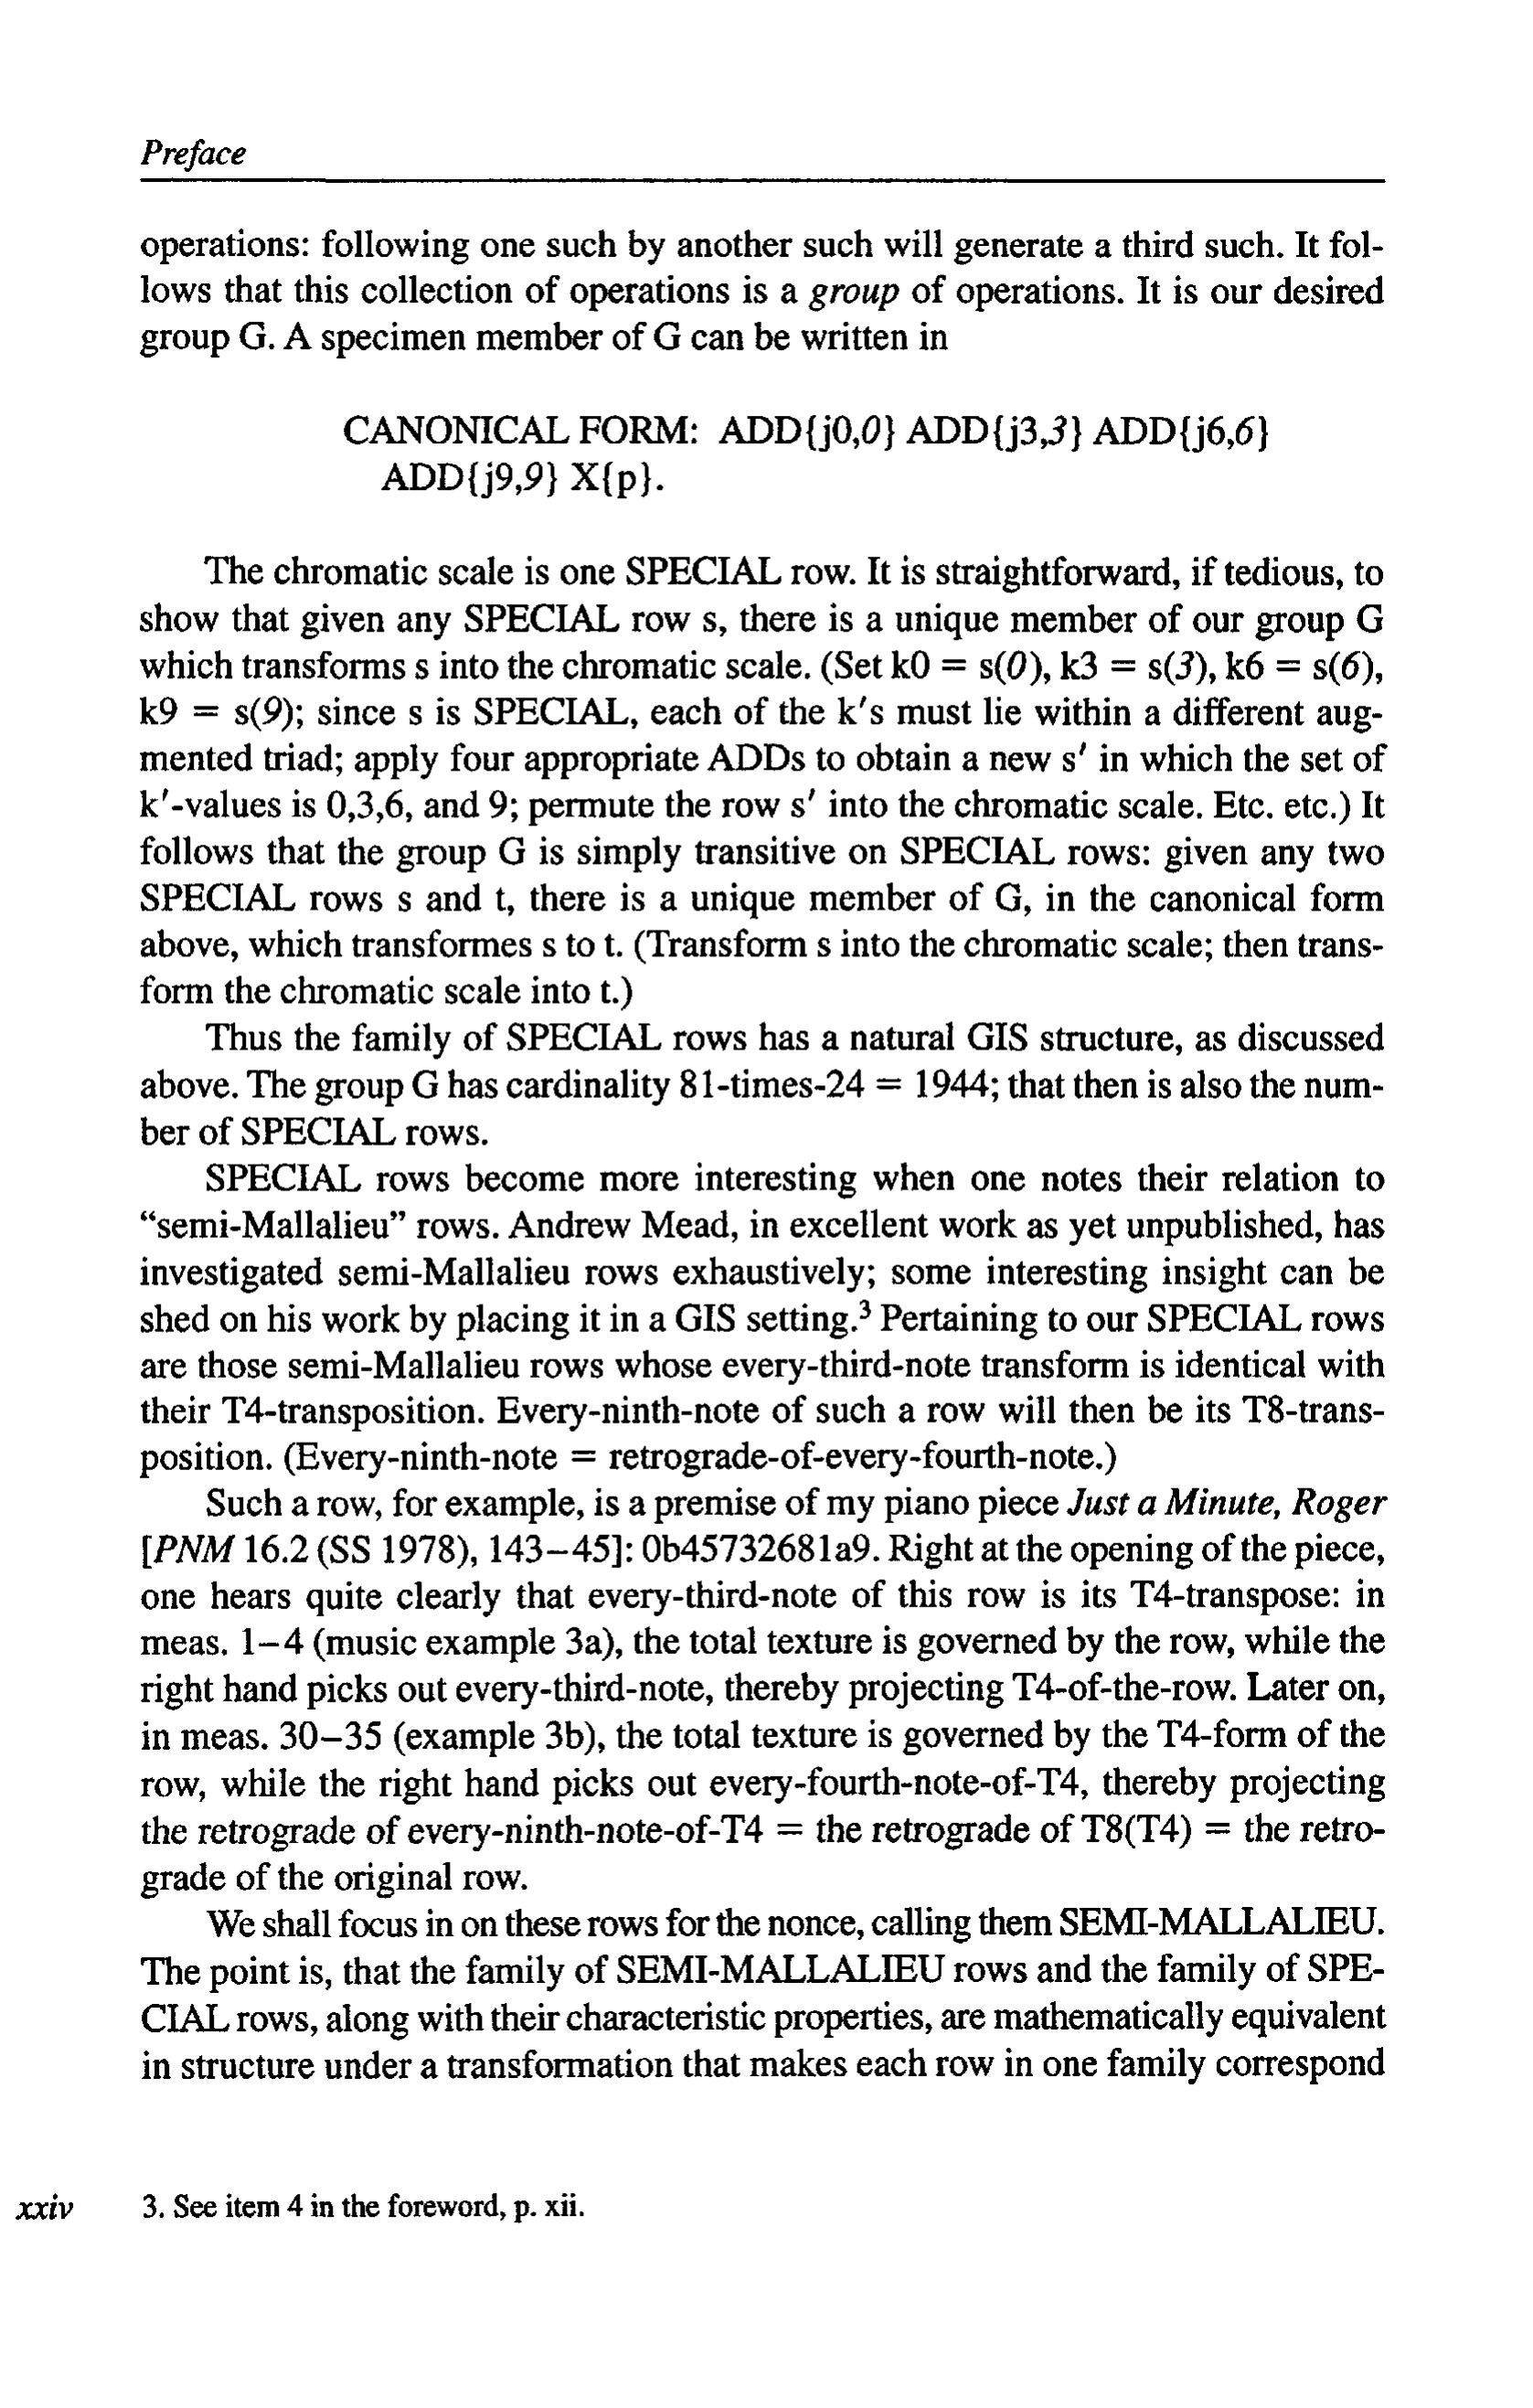 Preface
operations: following one such by another such will generate a third such. It fol-
lows that this collection of operations is a group of operations. It is our desired
group G. A specimen member of G can be written in
CANONICAL FORM: ADD{j0,0} ADD{j3,3} ADD{j6,6}
ADD{j9,9} X{p}.
The chromatic scale is one SPECIAL row. It is straightforward, if tedious, to
show that given any SPECIAL row s, there is a unique member of our group G
which transforms s into the chromatic scale. (Set k0 = s(0), k3 = s(3), k6 = s(6),
k9 = s(9); since s is SPECIAL, each of the k's must lie within a different aug-
mented triad; apply four appropriate ADDs to obtain a new s′ in which the set of
k′-values is 0,3,6, and 9; permute the row s′ into the chromatic scale. Etc. etc.) It
follows that the group G is simply transitive on SPECIAL rows: given any two
SPECIAL rows s and t, there is a unique member of G, in the canonical form
above, which transformes s to t. (Transform s into the chromatic scale; then trans-
form the chromatic scale into t.)
Thus the family of SPECIAL rows has a natural GIS structure, as discussed
above. The group G has cardinality 81-times-24 = 1944; that then is also the num-
ber of SPECIAL rows.
SPECIAL rows become more interesting when one notes their relation to
“semi-Mallalieu” rows. Andrew Mead, in excellent work as yet unpublished, has
investigated semi-Mallalieu rows exhaustively; some interesting insight can be
shed on his work by placing it in a GIS setting.³ Pertaining to our SPECIAL rows
are those semi-Mallalieu rows whose every-third-note transform is identical with
their T4-transposition. Every-ninth-note of such a row will then be its T8-trans-
position. (Every-ninth-note = retrograde-of-every-fourth-note.)
Such a row, for example, is a premise of my piano piece Just a Minute, Roger
[PNM 16.2 (SS 1978), 143–45]: 0b45732681a9. Right at the opening of the piece,
one hears quite clearly that every-third-note of this row is its T4-transpose: in
meas. 1–4 (music example 3a), the total texture is governed by the row, while the
right hand picks out every-third-note, thereby projecting T4-of-the-row. Later on,
in meas. 30–35 (example 3b), the total texture is governed by the T4-form of the
row, while the right hand picks out every-fourth-note-of-T4, thereby projecting
the retrograde of every-ninth-note-of-T4 = the retrograde of T8(T4) = the retro-
grade of the original row.
We shall focus in on these rows for the nonce, calling them SEMI-MALLALIEU.
The point is, that the family of SEMI-MALLALIEU rows and the family of SPE-
CIAL rows, along with their characteristic properties, are mathematically equivalent
in structure under a transformation that makes each row in one family correspond
xxiv 3. See item 4 in the foreword, p. xii.